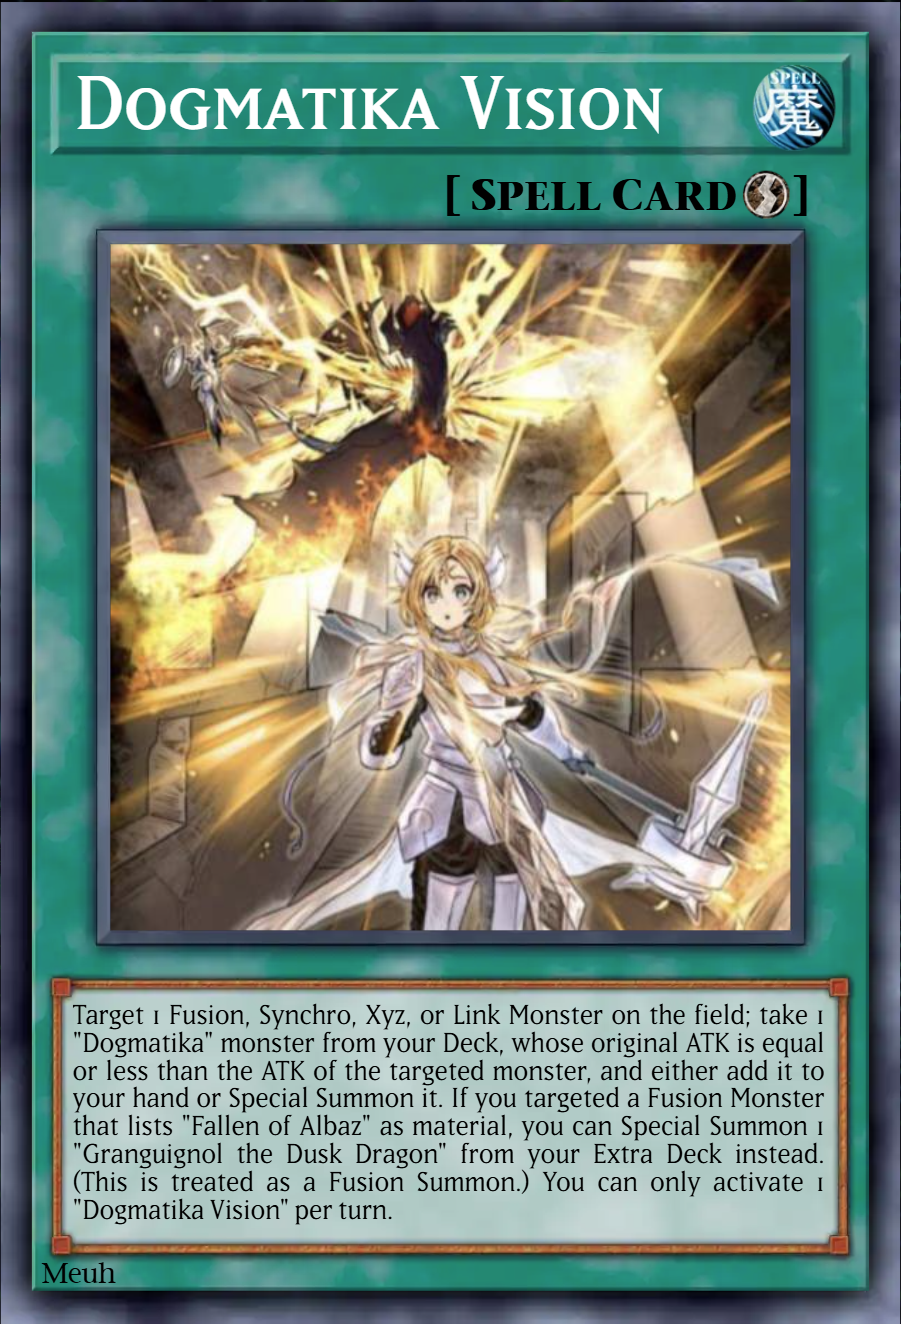 Dogmatika Vision
SPELL
魔
[ Spell Card ]
Target 1 Fusion, Synchro, Xyz, or Link Monster on the field; take 1
"Dogmatika" monster from your Deck, whose original ATK is equal
or less than the ATK of the targeted monster, and either add it to
your hand or Special Summon it. If you targeted a Fusion Monster
that lists "Fallen of Albaz" as material, you can Special Summon 1
"Granguignol the Dusk Dragon" from your Extra Deck instead.
(This is treated as a Fusion Summon.) You can only activate 1
"Dogmatika Vision" per turn.
Meuh